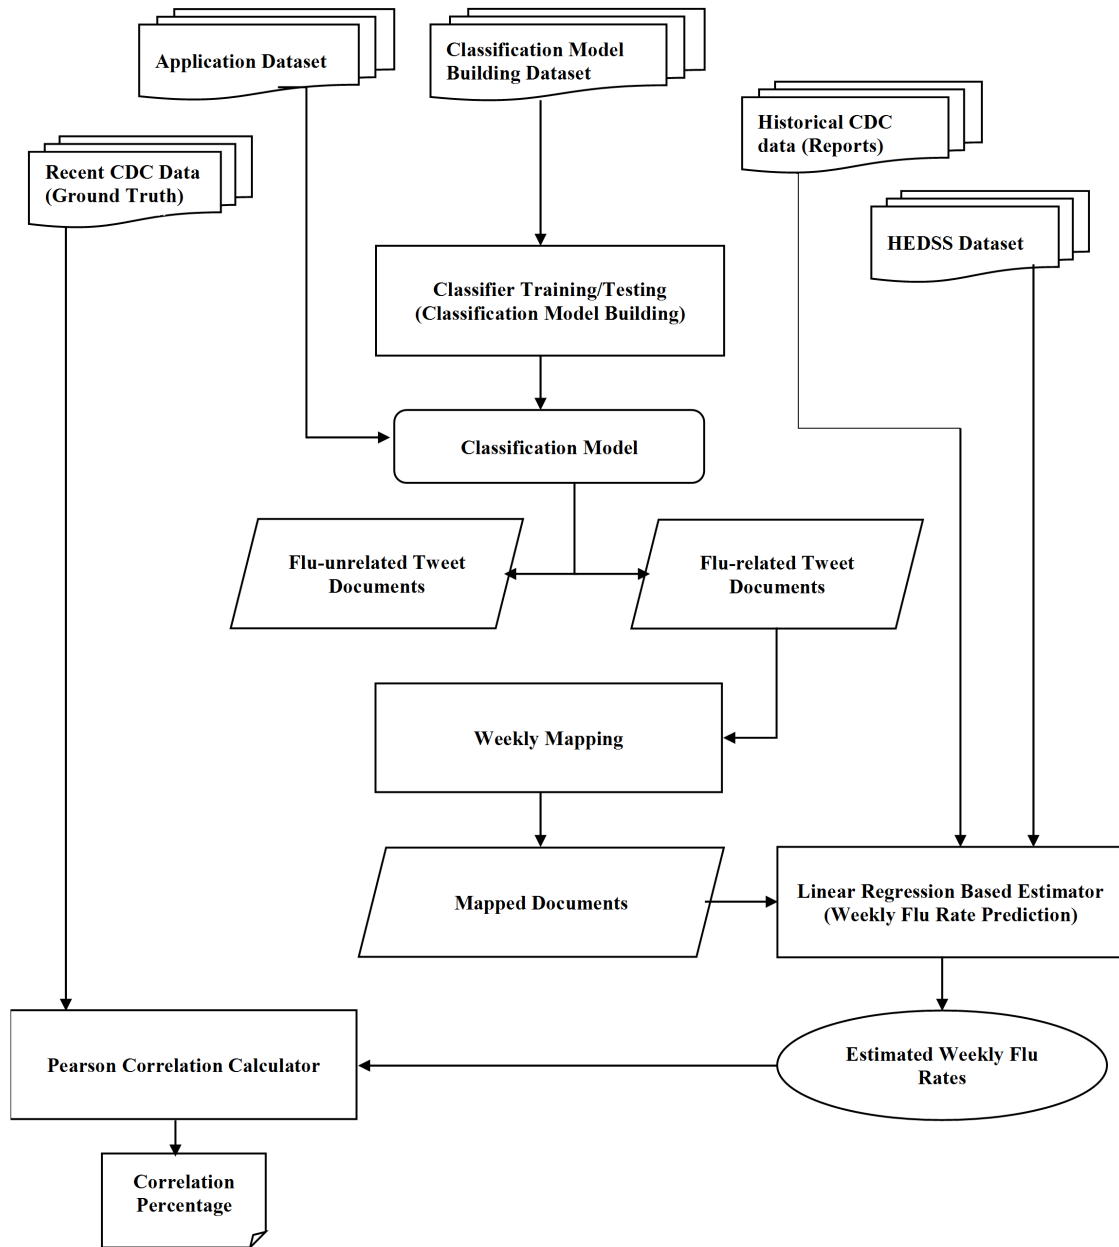 Application Dataset
Classification Model
Building Dataset
Historical CDC
data (Reports)
Recent CDC Data
(Ground Truth)
HEDSS Dataset
Classifier Training/Testing
(Classification Model Building)
Classification Model
Flu-unrelated Tweet
Documents
Flu-related Tweet
Documents
Weekly Mapping
Mapped Documents
Linear Regression Based Estimator
(Weekly Flu Rate Prediction)
Pearson Correlation Calculator
Estimated Weekly Flu
Rates
Correlation
Percentage